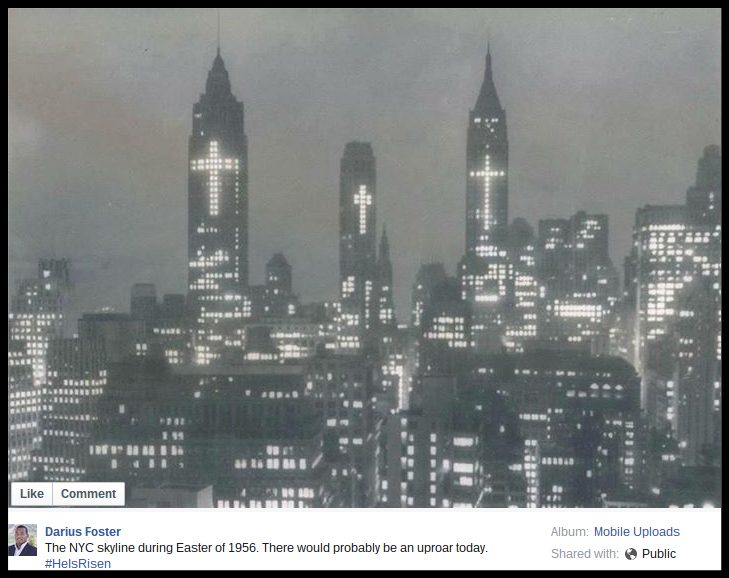 Like Comment
Darius Foster
The NYC skyline during Easter of 1956. There would probably be an uproar today.
#HeIsRisen
Album: Mobile Uploads
Shared with: Public